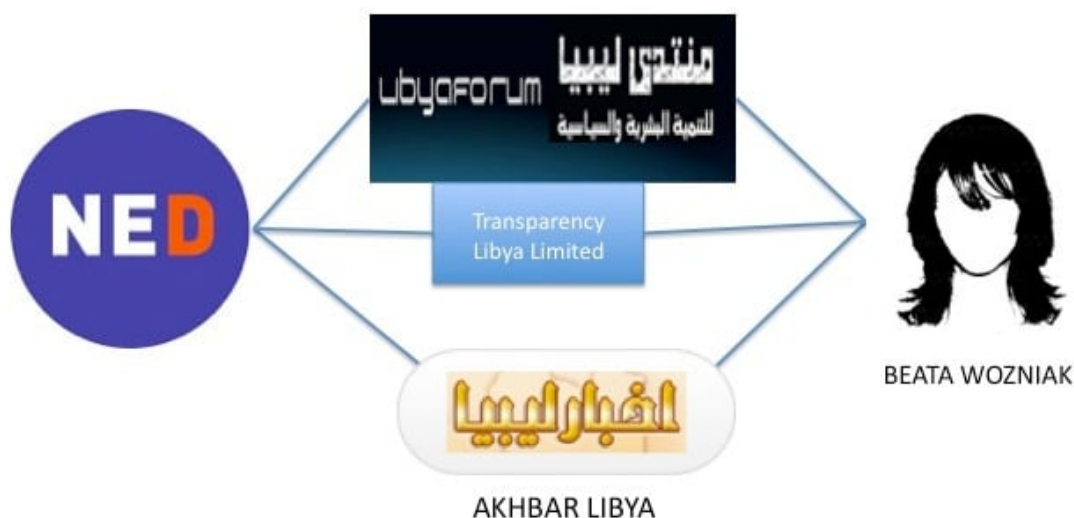 منتدى ليبيا
libyaforum
للتنمية البشرية والسياسية
NED
Transparency
Libya Limited
BEATA WOZNIAK
اخبار ليبيا
AKHBAR LIBYA